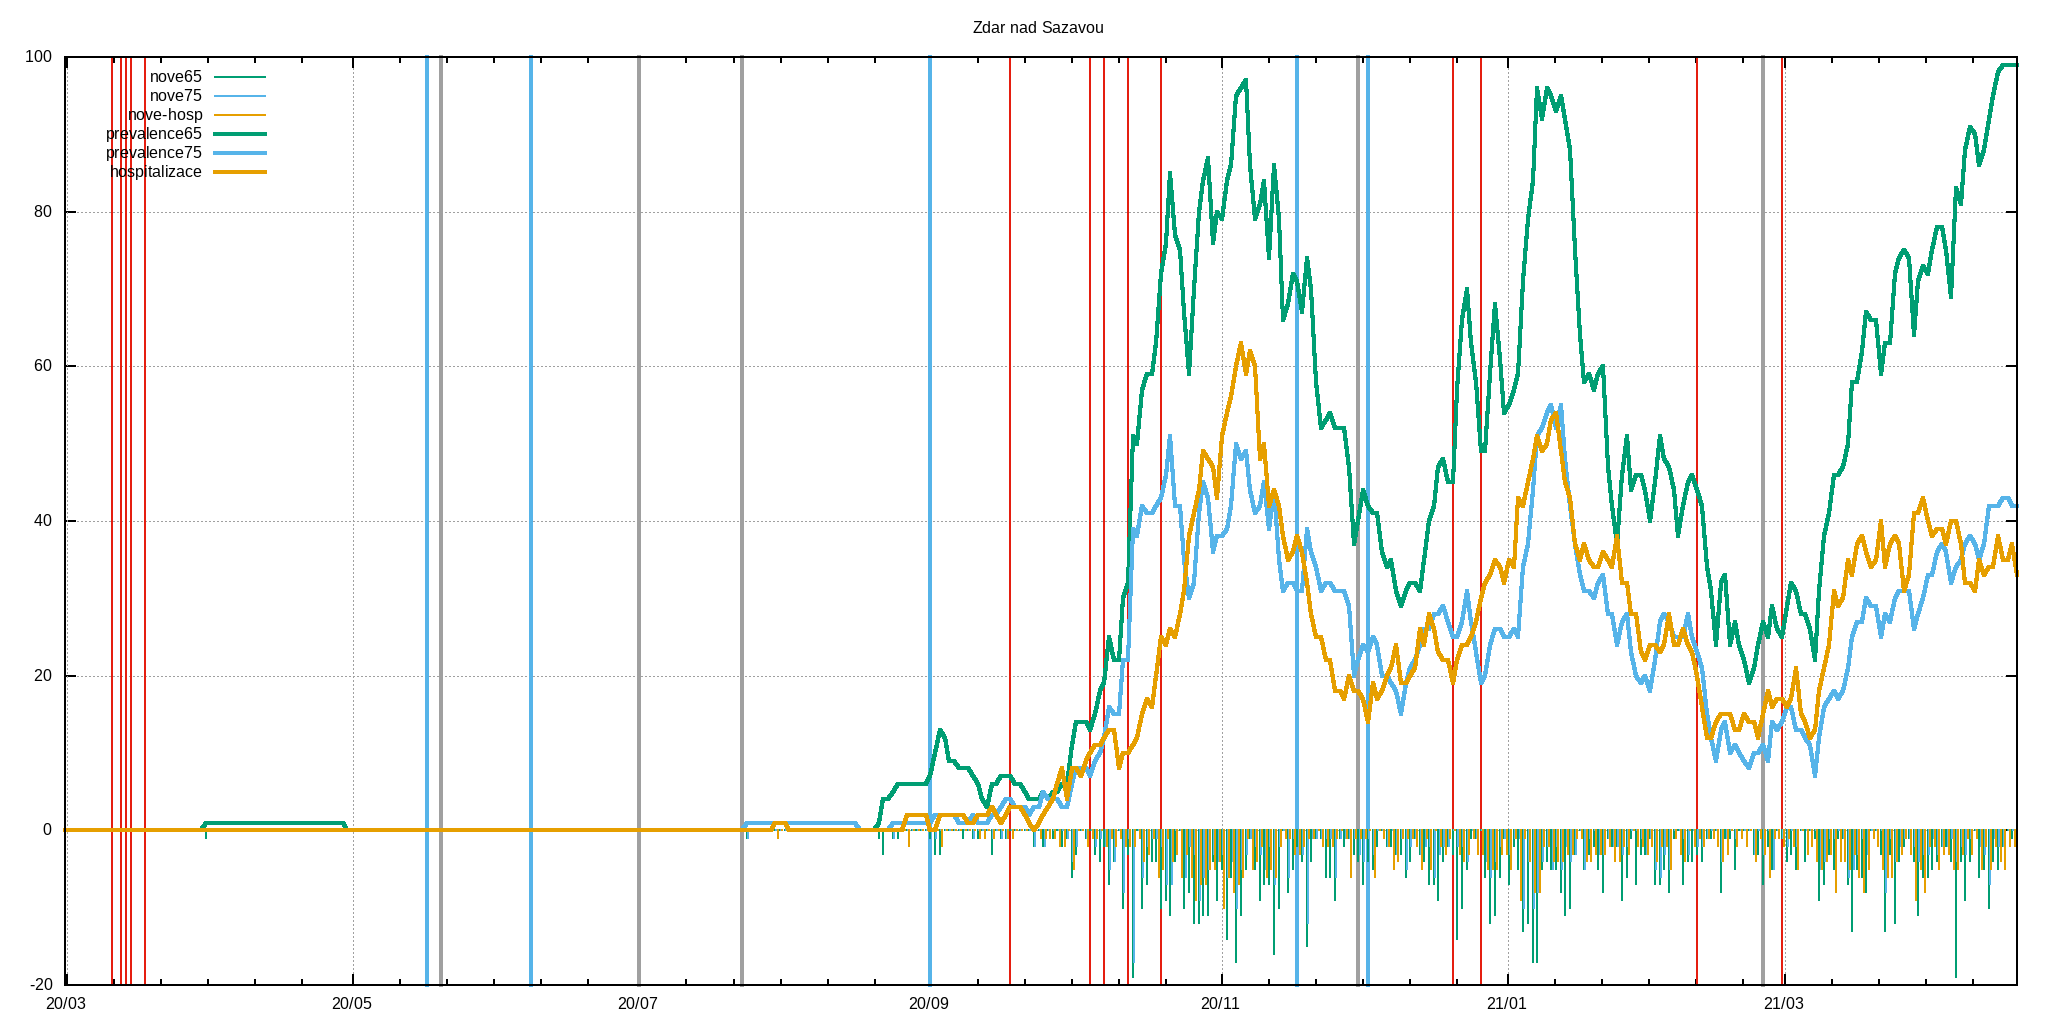 Zdar nad Sazavou
100
80
60
40
20
0
-20
nove65
nove75
nove-hosp
prevalence65
prevalence75
hospitalizace
20/03 20/05 20/07 20/09 20/11 21/01 21/03